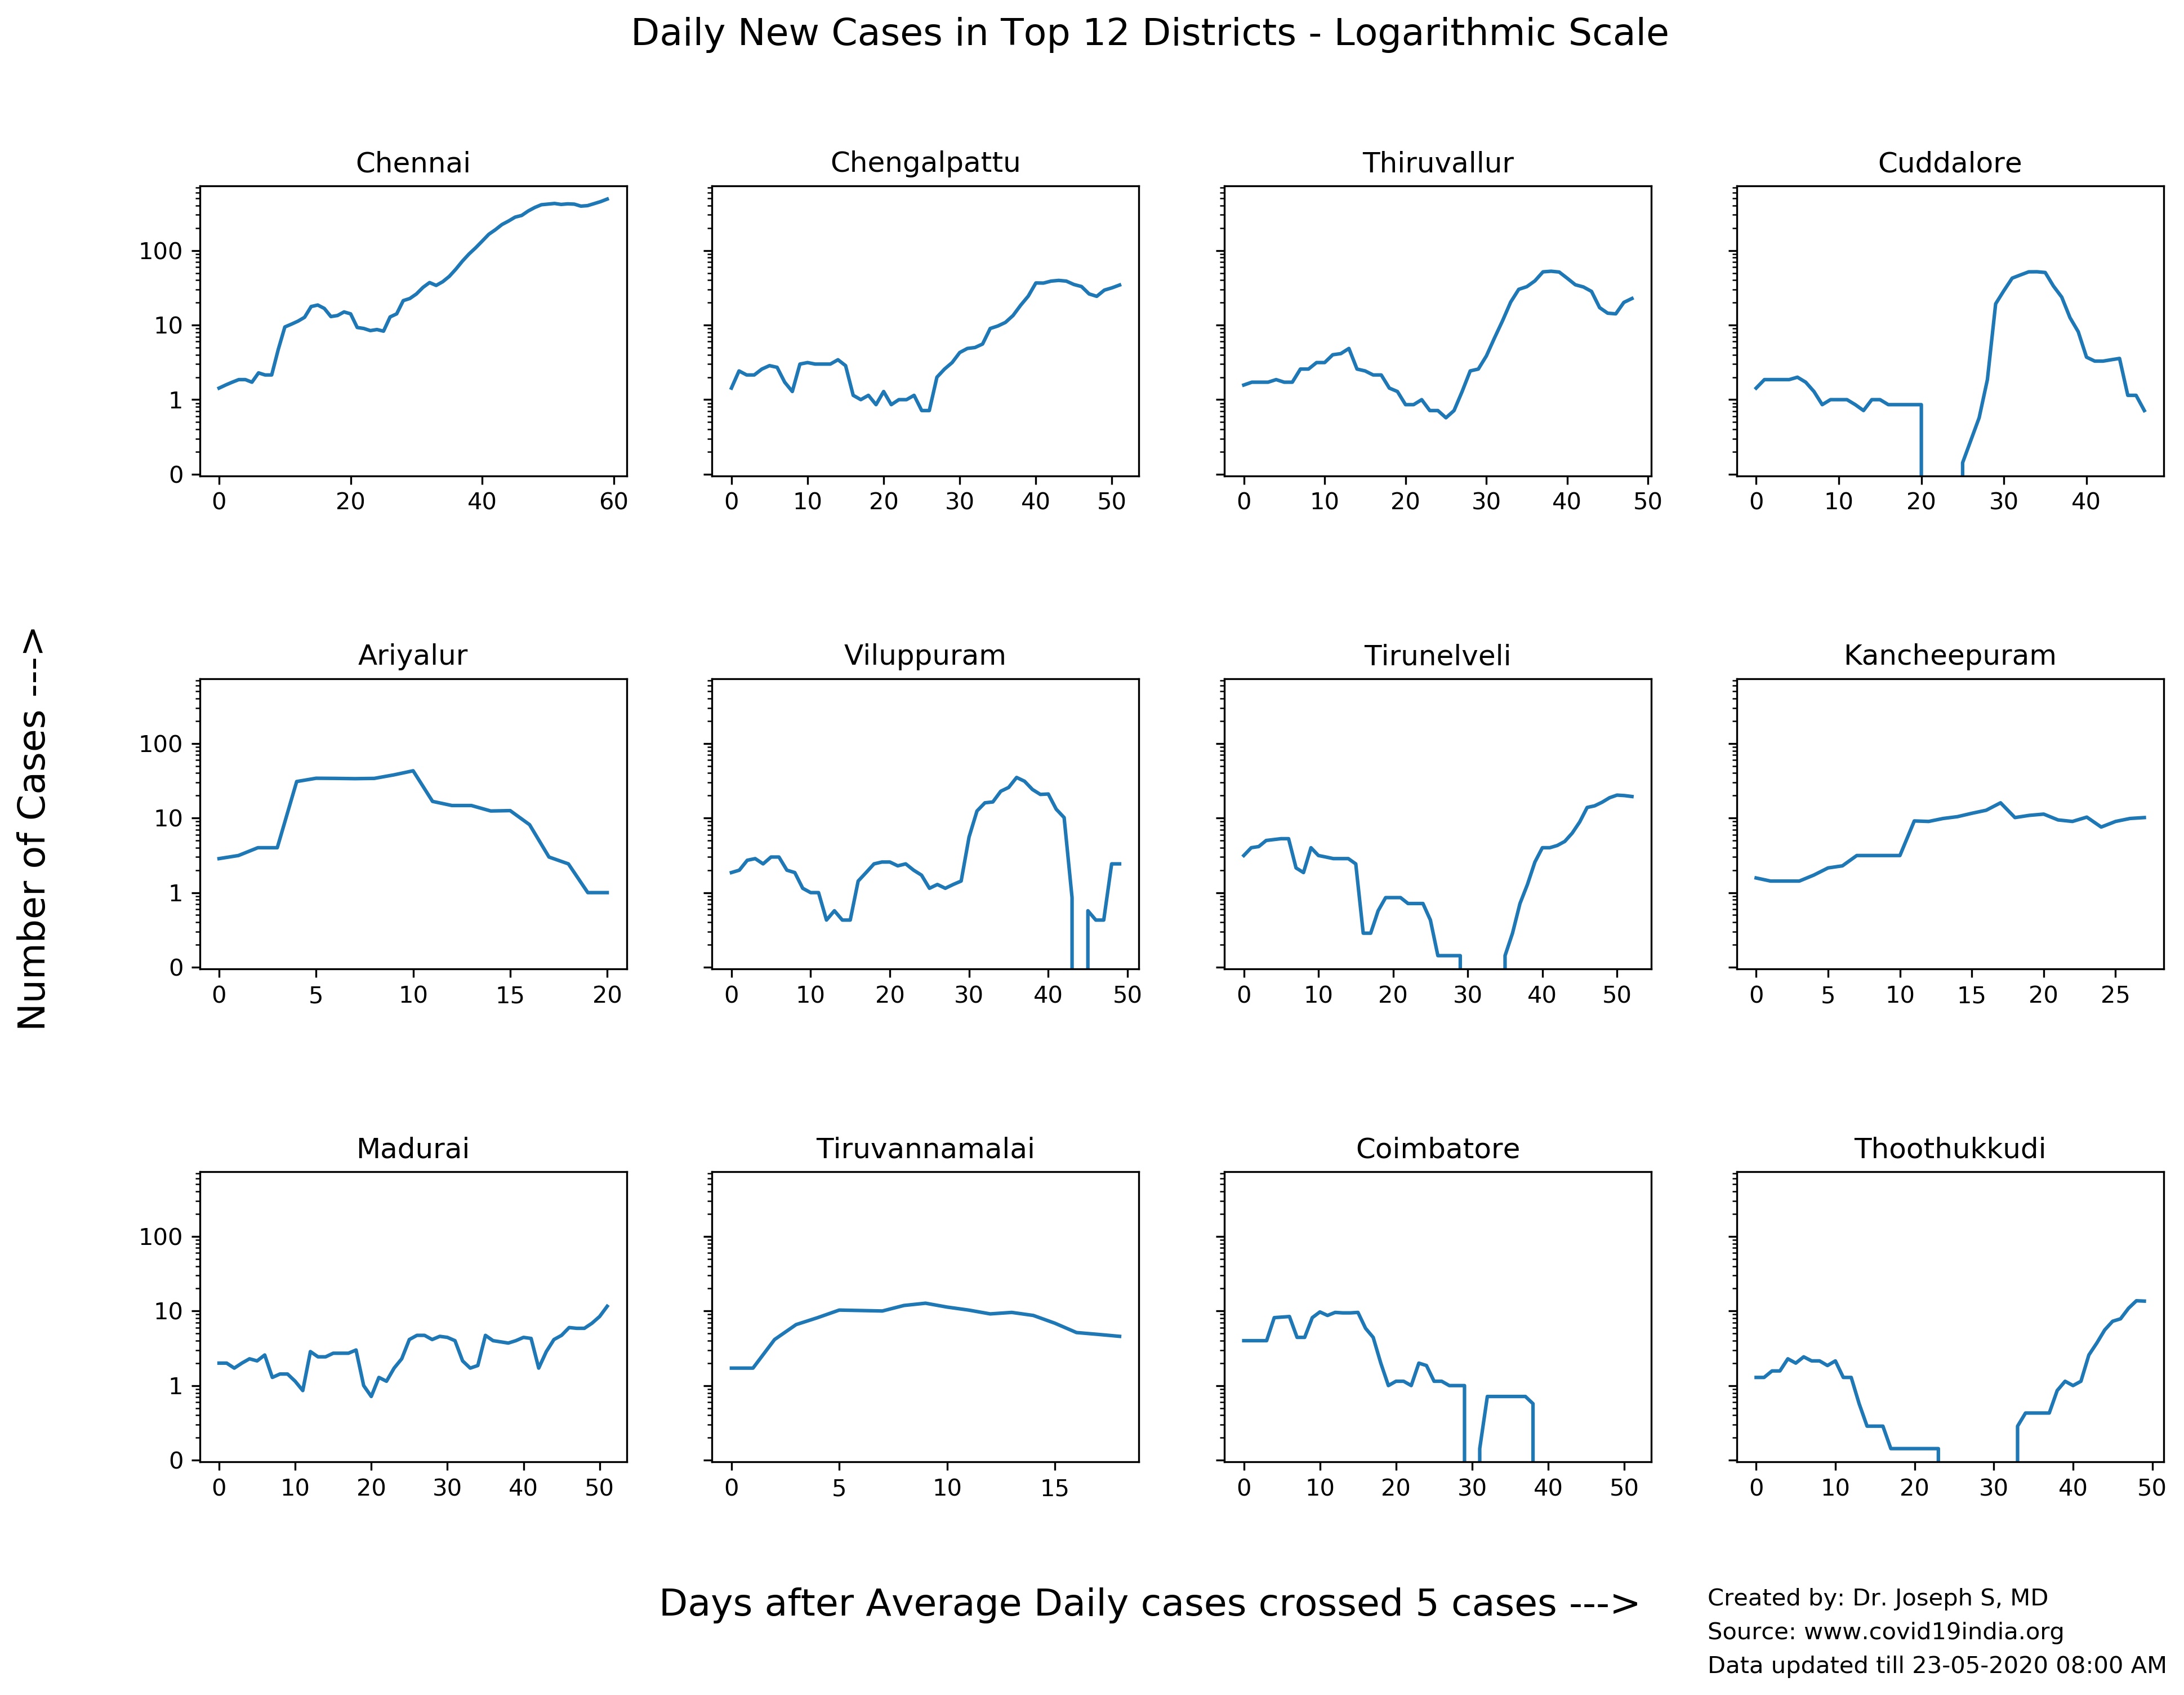 Daily New Cases in Top 12 Districts - Logarithmic Scale
Chennai
100
10
1
0
0 20 40 60
Chengalpattu
0 10 20 30 40 50
Thiruvallur
0 10 20 30 40 50
Cuddalore
0 10 20 30 40
Number of Cases --->
Ariyalur
100
10
1
0
0 5 10 15 20
Viluppuram
0 10 20 30 40 50
Tirunelveli
0 10 20 30 40 50
Kancheepuram
0 5 10 15 20 25
Madurai
100
10
1
0
0 10 20 30 40 50
Tiruvannamalai
0 5 10 15
Coimbatore
0 10 20 30 40 50
Thoothukkudi
0 10 20 30 40 50
Days after Average Daily cases crossed 5 cases --->
Created by: Dr. Joseph S, MD
Source: www.covid19india.org
Data updated till 23-05-2020 08:00 AM